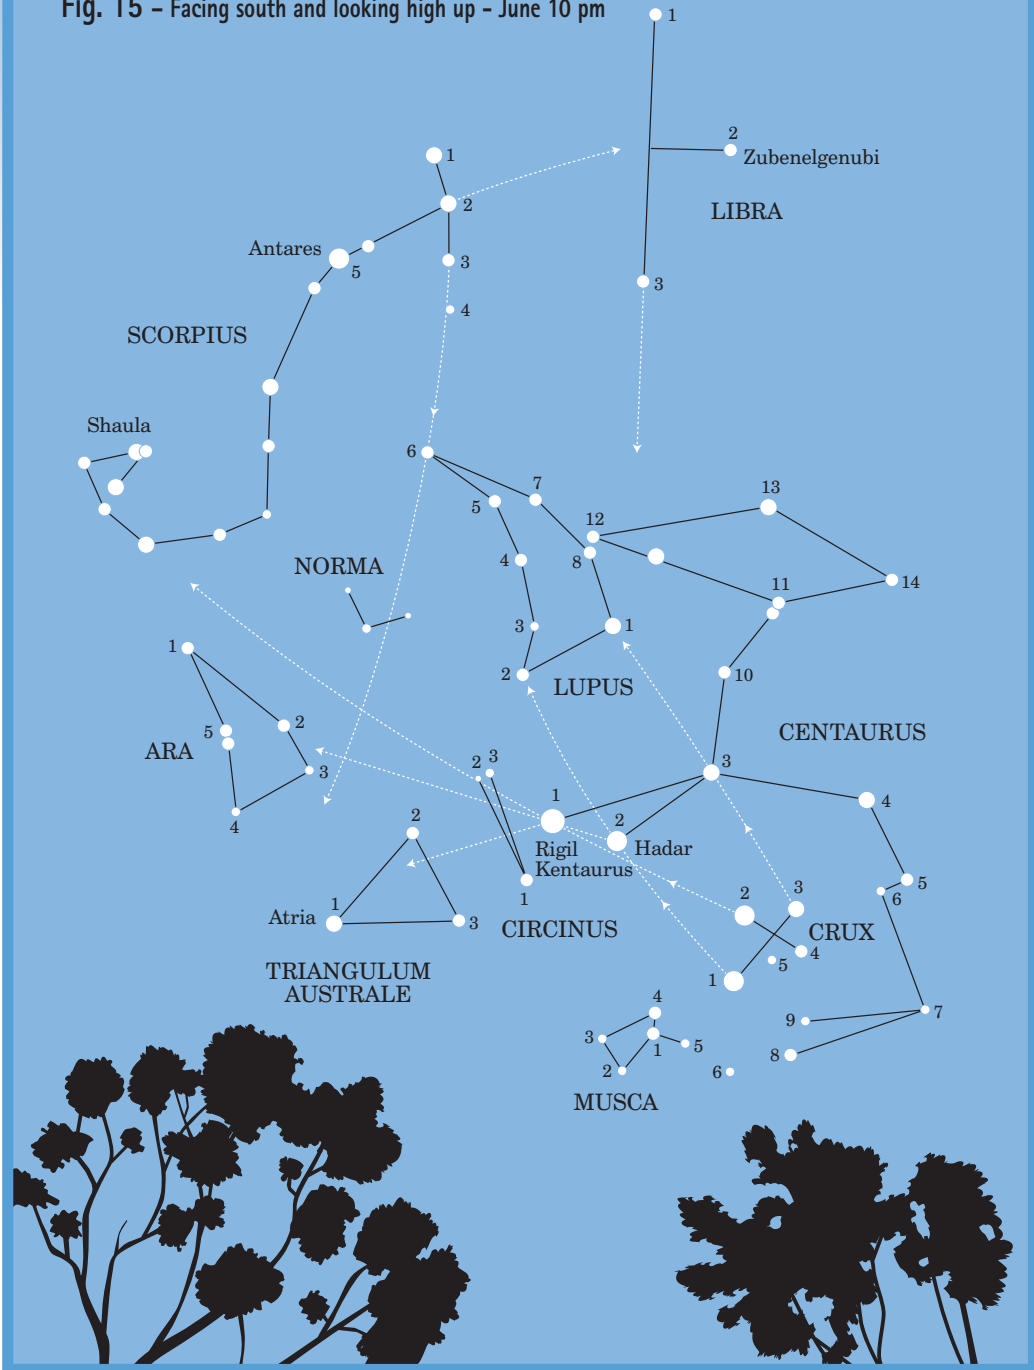 Fig. 15 – Facing south and looking high up - June 10 pm
1
2
Zubenelgenubi
LIBRA
3
1
2
Antares
5
3
4
SCORPIUS
Shaula
6
7
5
12
13
8
4
11
14
NORMA
3
1
2
10
LUPUS
1
5
2
ARA
3
4
CENTAURUS
3
2 3
1
2
4
Rigil
Kentaurus
Hadar
2
1
Atria
3
1
CIRCINUS
TRIANGULUM
AUSTRALE
2
3
CRUX
4
5
1
5
6
7
9
8
4
3
1
5
2
6
MUSCA